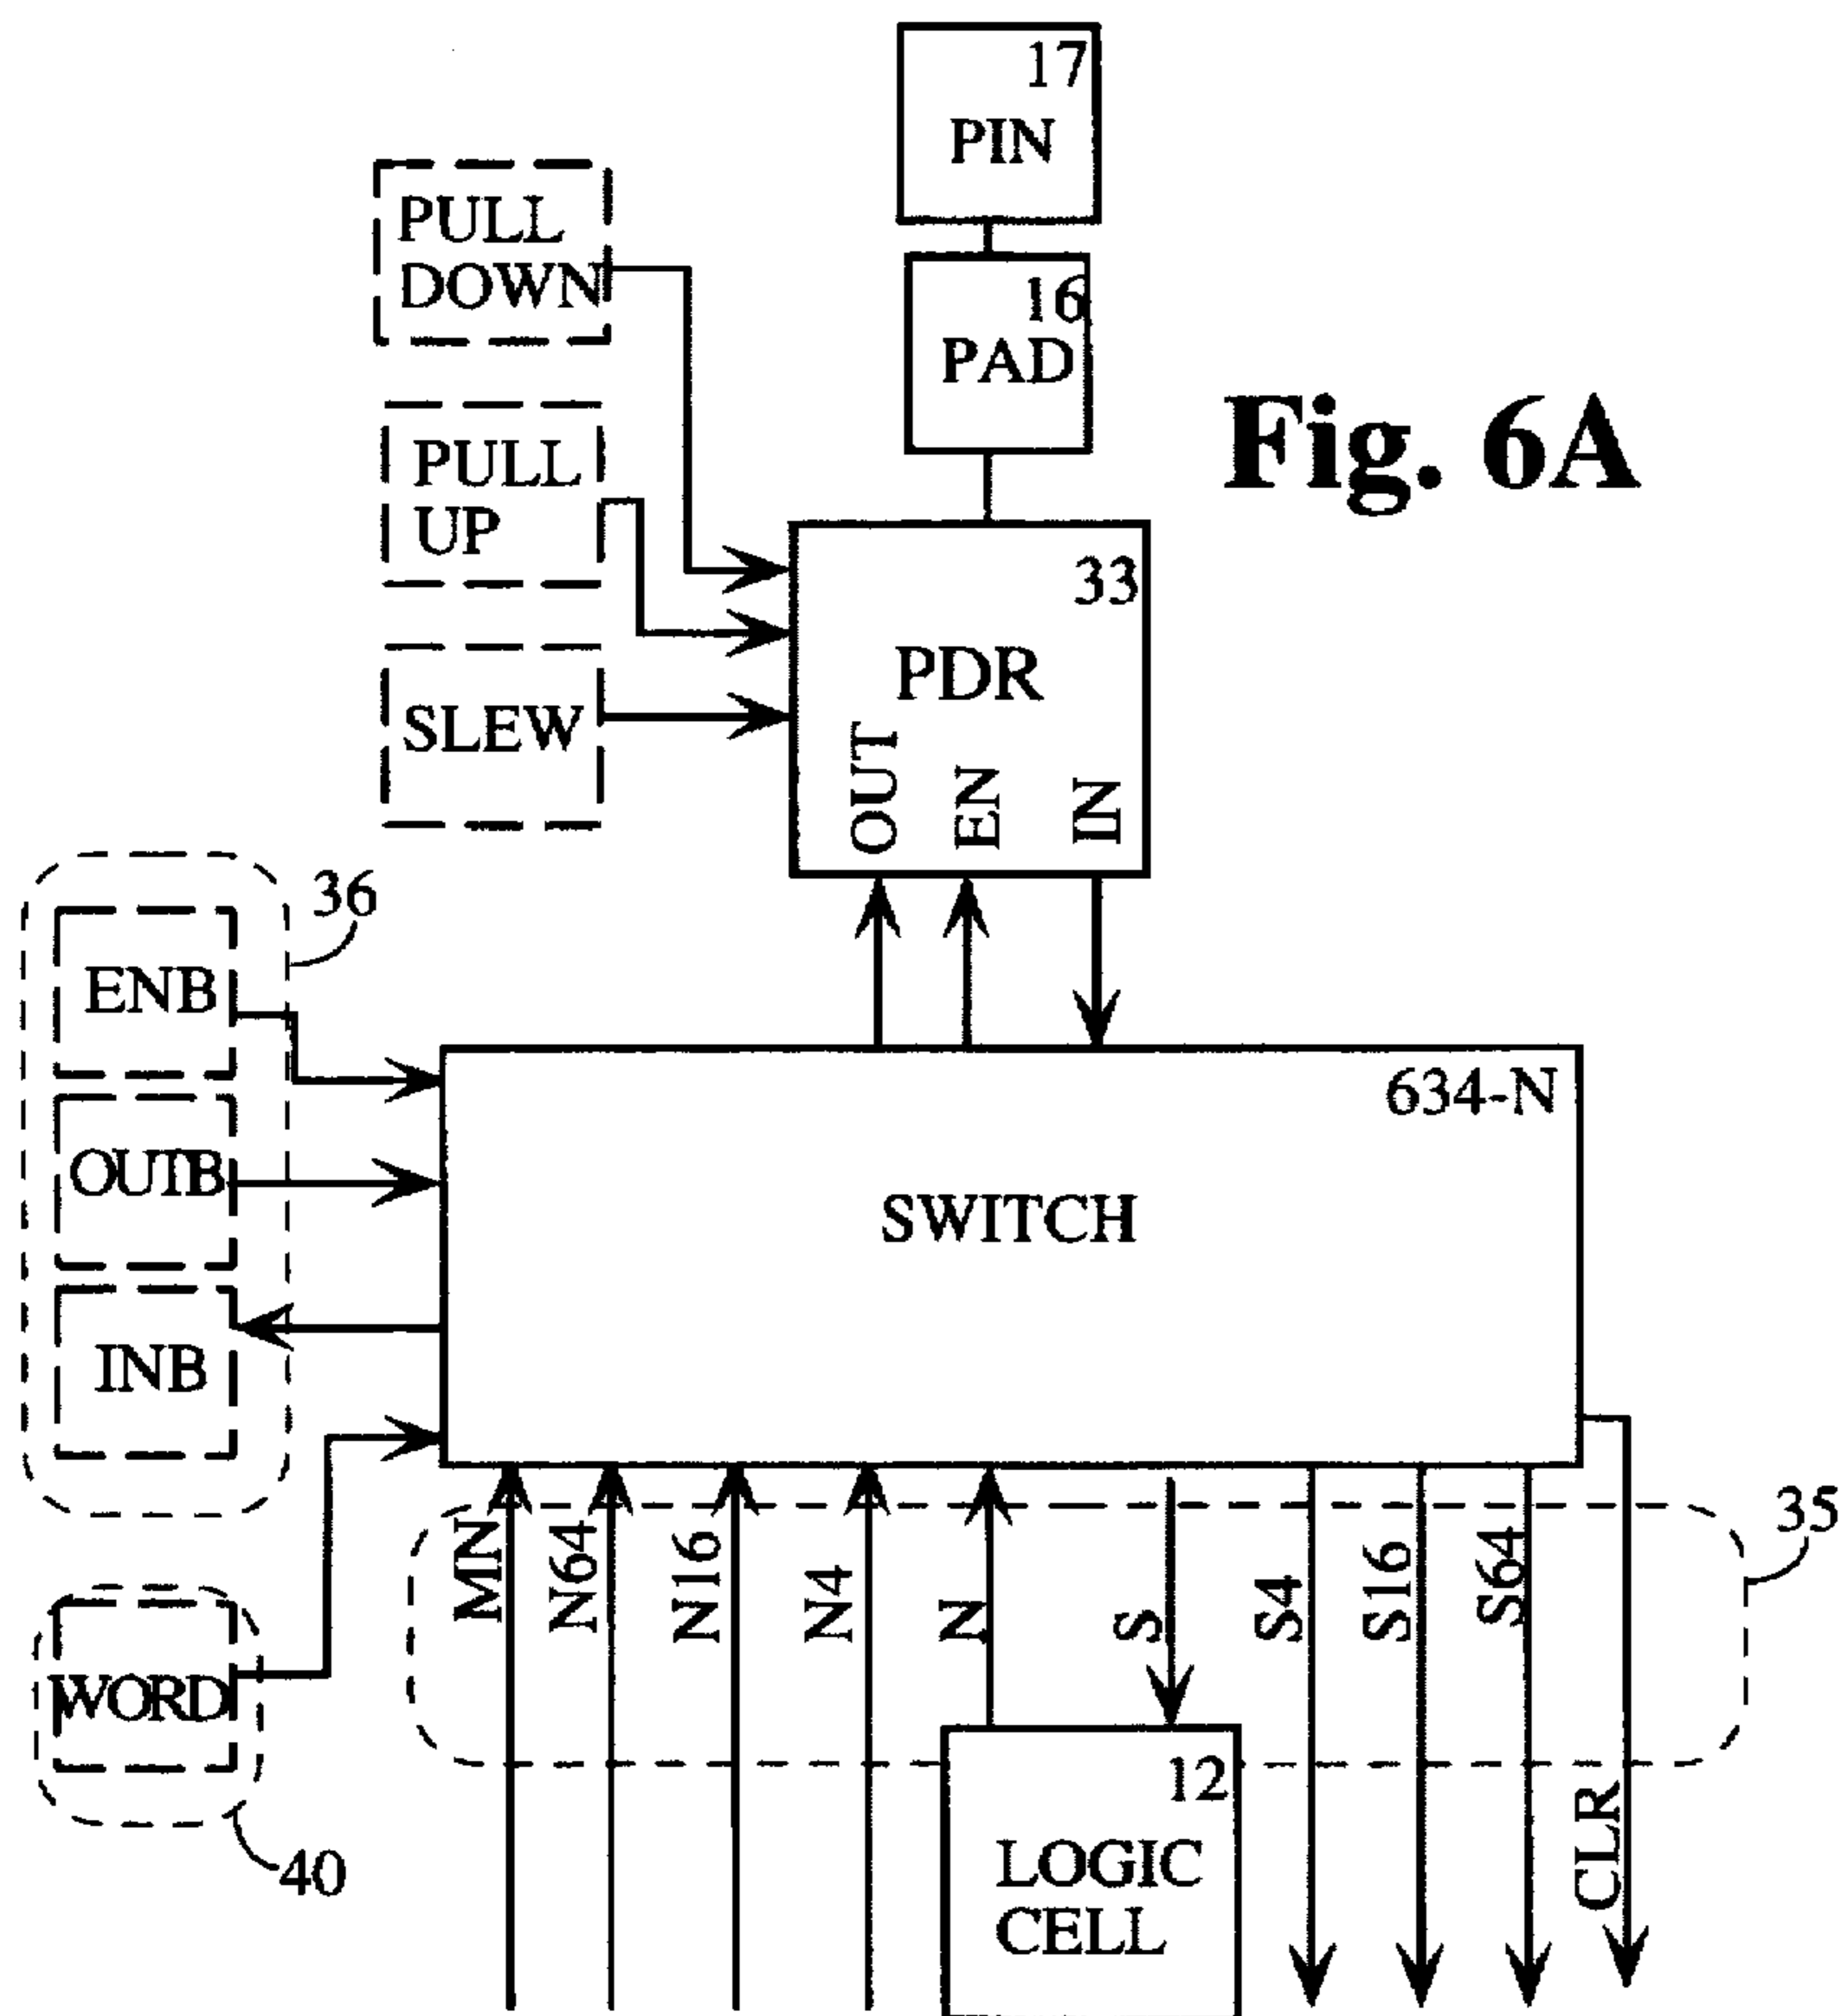 17
PIN
PULL
DOWN
16
PAD
Fig. 6A
PULL
UP
33
PDR
SLEW
OUT
EN
IN
36
ENB
634-N
OUTB
SWITCH
INB
35
MN
N64
N16
N4
N
S
S4
S16
S64
WORD
12
CLR
40
LOGIC
CELL